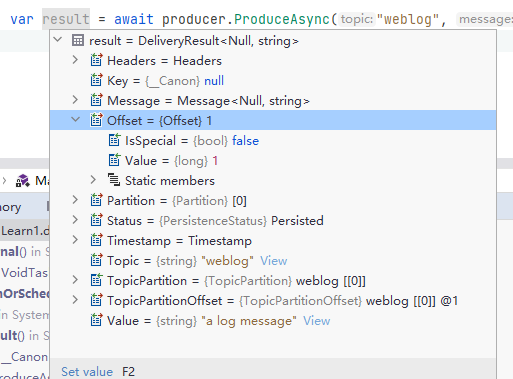 var result = await producer.ProduceAsync( topic: "weblog", message:
result = DeliveryResult<Null, string>
Headers = Headers
Key = {__Canon} null
Message = Message<Null, string>
Offset = {Offset} 1
IsSpecial = {bool} false
Value = {long} 1
Static members
Partition = {Partition} [0]
Status = {PersistenceStatus} Persisted
Timestamp = Timestamp
Topic = {string} "weblog" View
TopicPartition = {TopicPartition} weblog [[0]]
TopicPartitionOffset = {TopicPartitionOffset} weblog [[0]] @1
Value = {string} "a log message" View
Set value F2
Ma
ory
Learn1.d
nal() in S
VoidTas
nOrSched
in System
ult() in S
__Canon
oduceAs